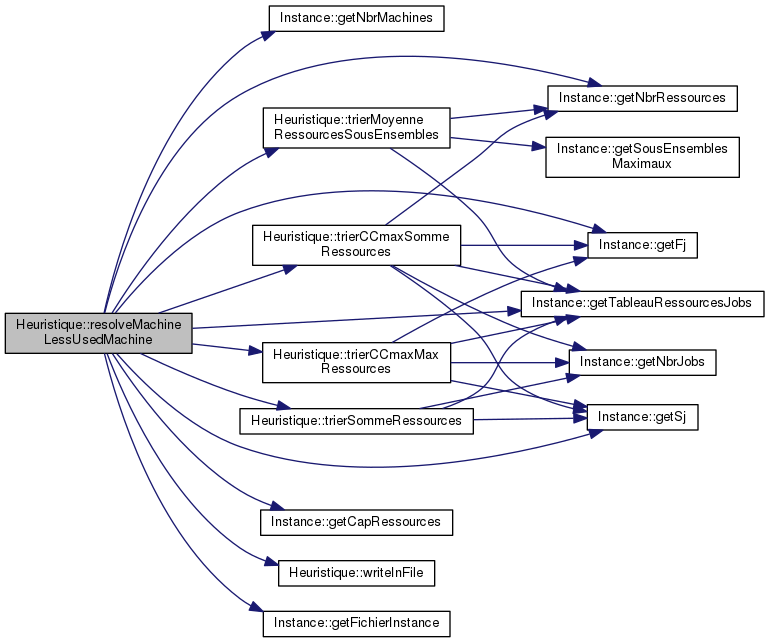 Instance::getNbrMachines
Instance::getNbrRessources
Heuristique::trierMoyenne
RessourcesSousEnsembles
Instance::getSousEnsembles
Maximaux
Heuristique::trierCCmaxSomme
Ressources
Instance::getFj
Instance::getTableauRessourcesJobs
Heuristique::resolveMachine
LessUsedMachine
Heuristique::trierCCmaxMax
Ressources
Instance::getNbrJobs
Heuristique::trierSommeRessources
Instance::getSj
Instance::getCapRessources
Heuristique::writeInFile
Instance::getFichierInstance